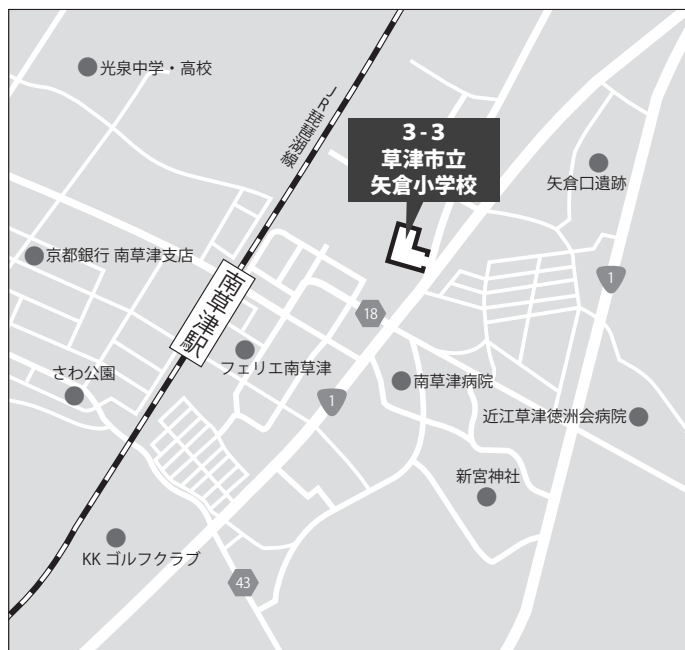 光泉中学・高校
JR琵琶湖線
3-3
草津市立
矢倉小学校
矢倉口遺跡
京都銀行 南草津支店
1
南草津駅
18
フェリエ南草津
さわ公園
南草津病院
1
近江草津徳洲会病院
新宮神社
KK ゴルフクラブ
43